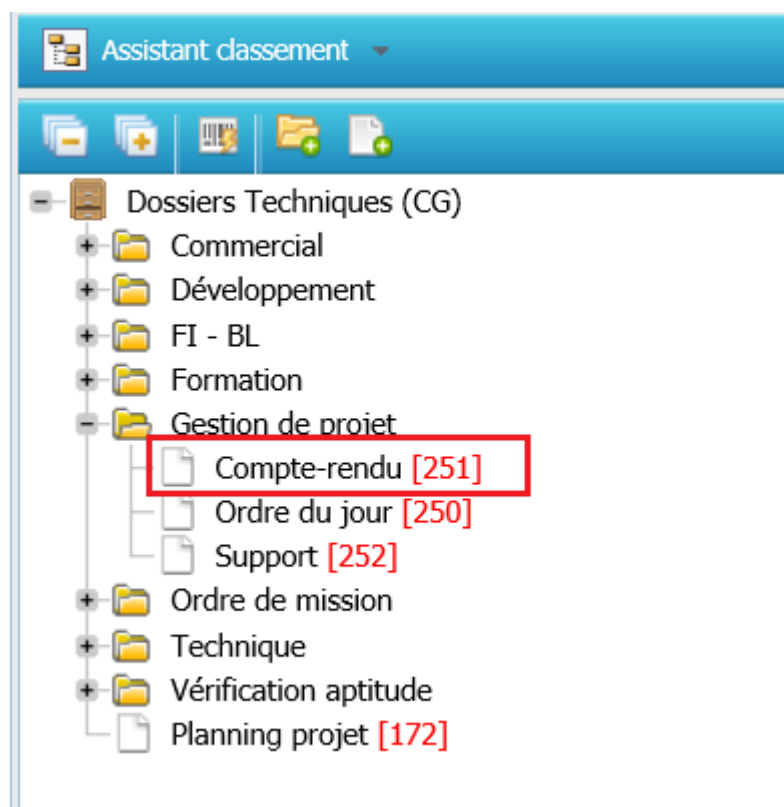 Assistant classement
Dossiers Techniques (CG)
Commercial
Développement
FI - BL
Formation
Gestion de projet
Compte-rendu [251]
Ordre du jour [250]
Support [252]
Ordre de mission
Technique
Vérification aptitude
Planning projet [172]